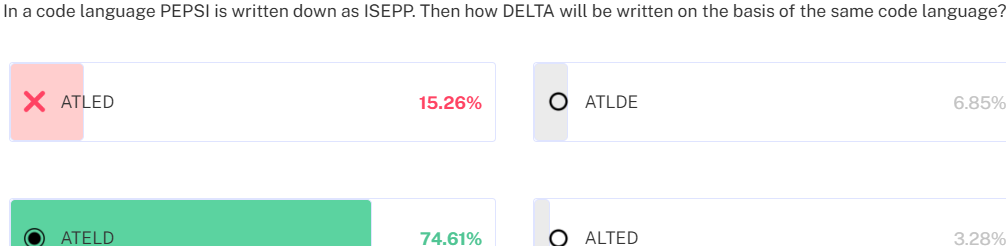 In a code language PEPSI is written down as ISEPP. Then how DELTA will be written on the basis of the same code language?
ATLED 15.26% ATLDE 6.85%
ATELD 74.61% ALTED 3.28%